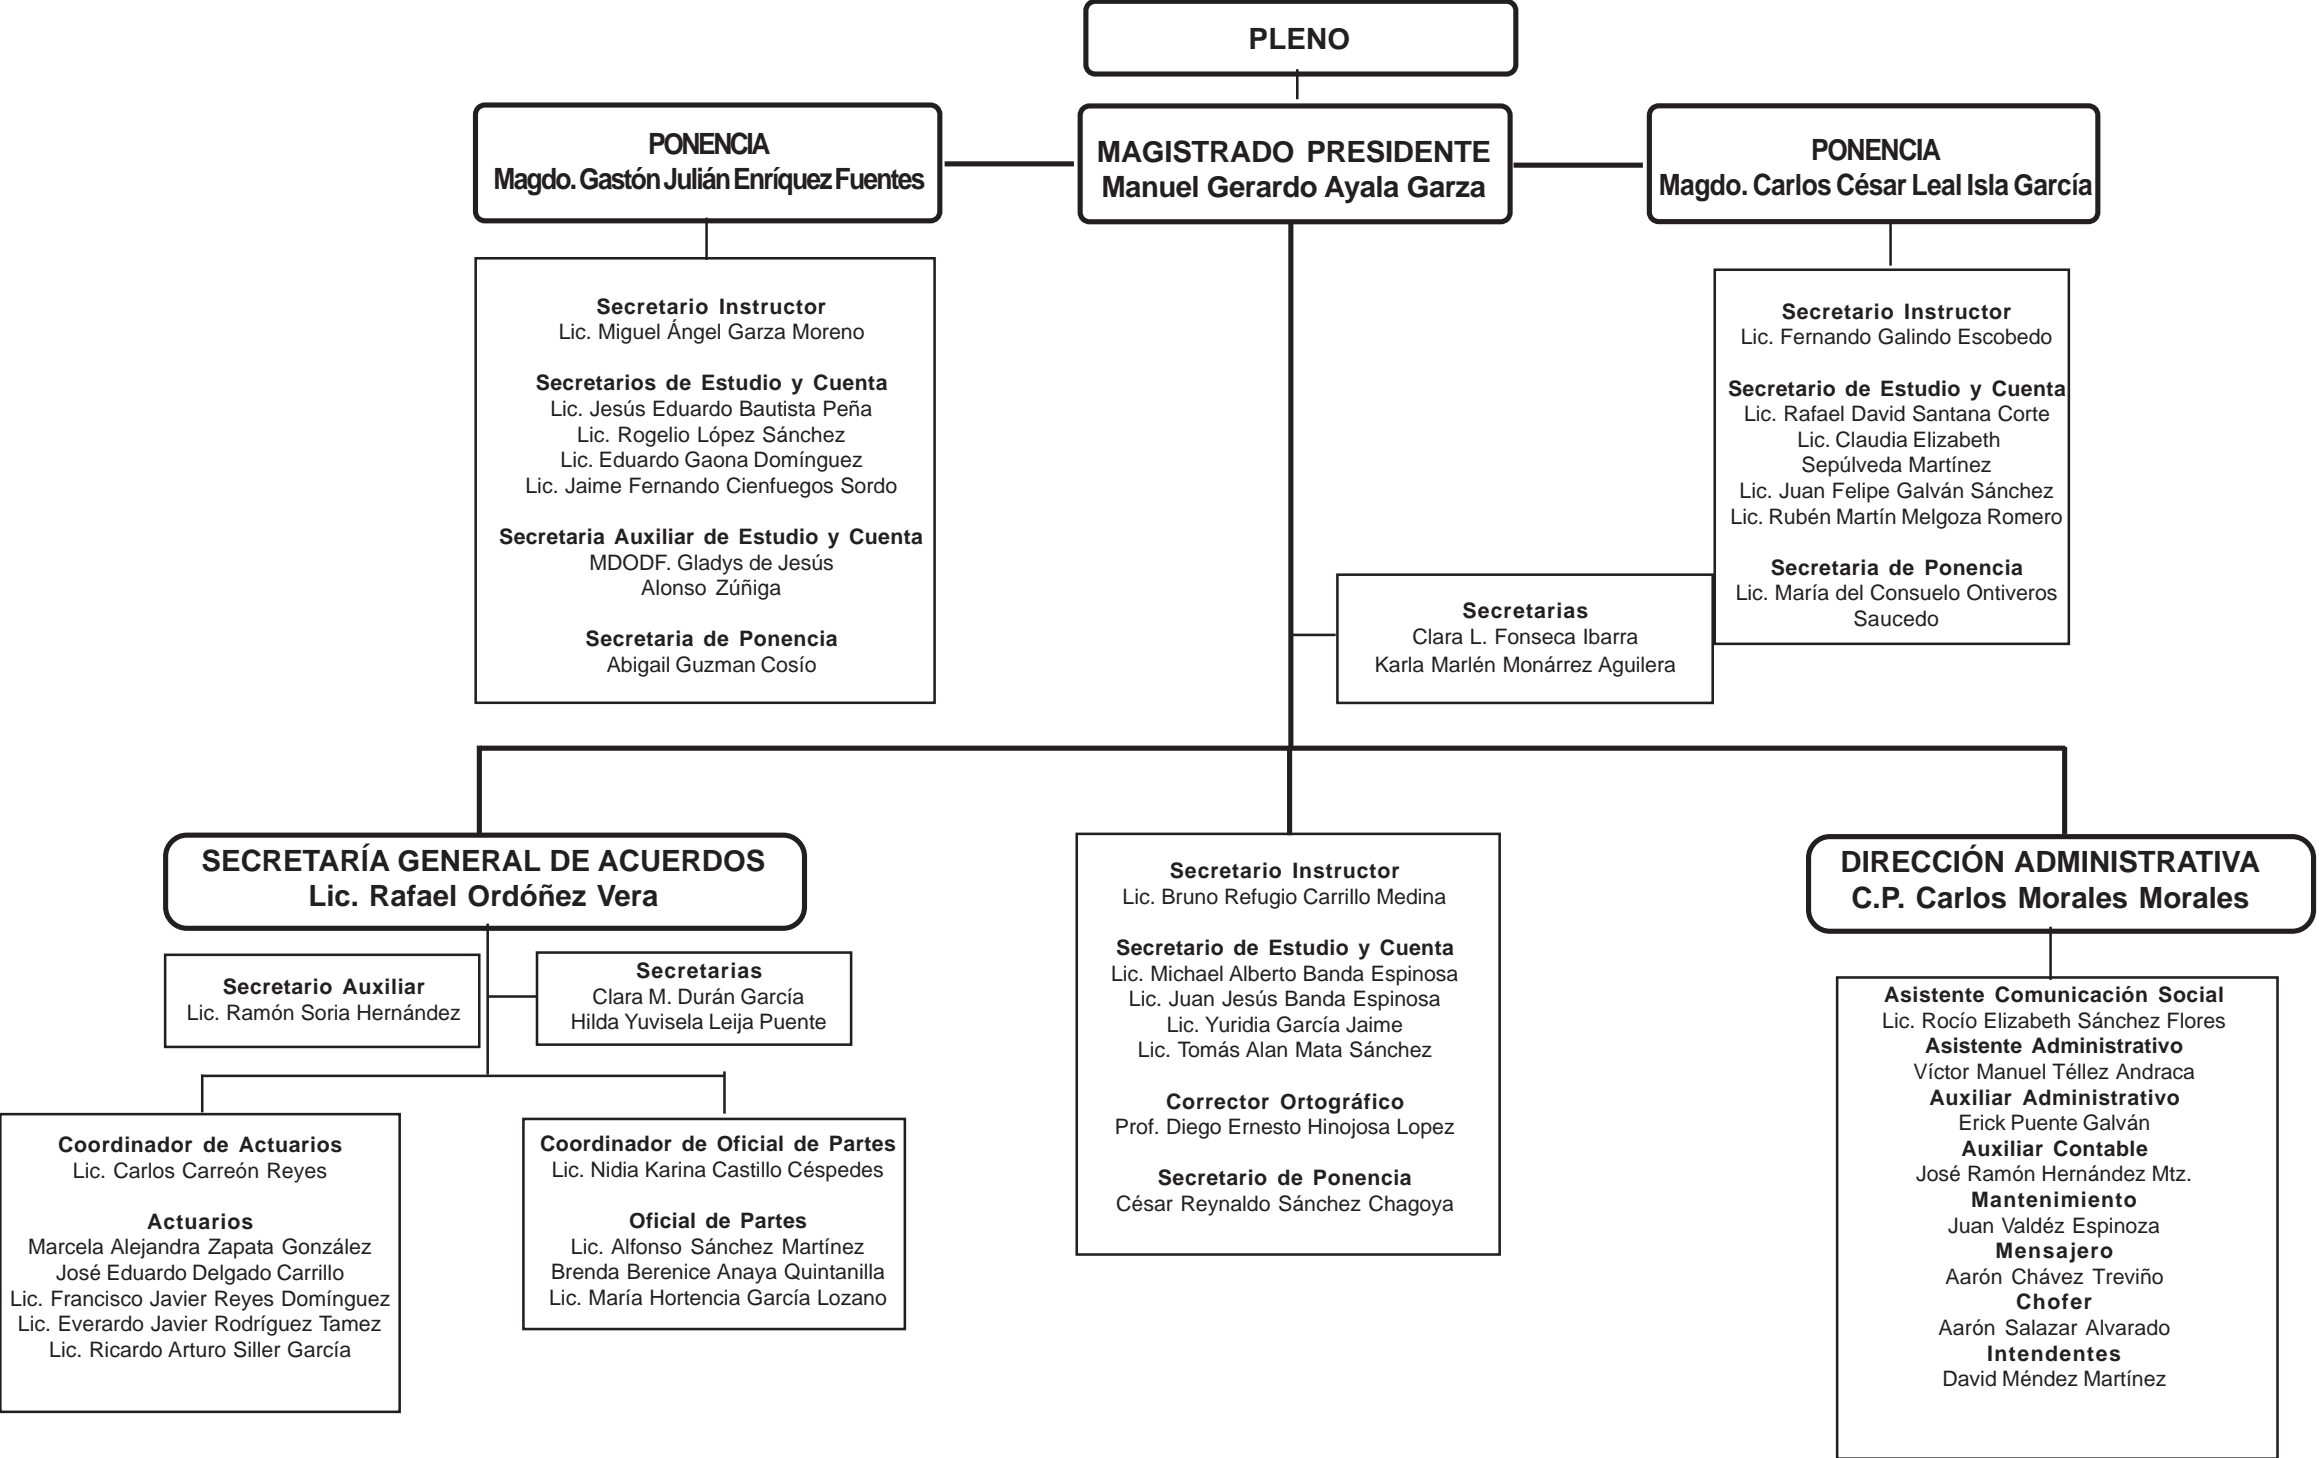 PLENO
PONENCIA
Magdo. Gastón Julián Enríquez Fuentes
MAGISTRADO PRESIDENTE
Manuel Gerardo Ayala Garza
PONENCIA
Magdo. Carlos César Leal Isla García
Secretario Instructor
Lic. Miguel Ángel Garza Moreno
Secretarios de Estudio y Cuenta
Lic. Jesús Eduardo Bautista Peña
Lic. Rogelio López Sánchez
Lic. Eduardo Gaona Domínguez
Lic. Jaime Fernando Cienfuegos Sordo
Secretaria Auxiliar de Estudio y Cuenta
MDODF. Gladys de Jesús
Alonso Zúñiga
Secretaria de Ponencia
Abigail Guzman Cosío
Secretario Instructor
Lic. Fernando Galindo Escobedo
Secretario de Estudio y Cuenta
Lic. Rafael David Santana Corte
Lic. Claudia Elizabeth
Sepúlveda Martínez
Lic. Juan Felipe Galván Sánchez
Lic. Rubén Martín Melgoza Romero
Secretaria de Ponencia
Lic. María del Consuelo Ontiveros
Saucedo
Secretarias
Clara L. Fonseca Ibarra
Karla Marlén Monárrez Aguilera
SECRETARÍA GENERAL DE ACUERDOS
Lic. Rafael Ordóñez Vera
Secretario Auxiliar
Lic. Ramón Soria Hernández
Secretarias
Clara M. Durán García
Hilda Yuvisela Leija Puente
Coordinador de Actuarios
Lic. Carlos Carreón Reyes
Actuarios
Marcela Alejandra Zapata González
José Eduardo Delgado Carrillo
Lic. Francisco Javier Reyes Domínguez
Lic. Everardo Javier Rodríguez Tamez
Lic. Ricardo Arturo Siller García
Coordinador de Oficial de Partes
Lic. Nidia Karina Castillo Céspedes
Oficial de Partes
Lic. Alfonso Sánchez Martínez
Brenda Berenice Anaya Quintanilla
Lic. María Hortencia García Lozano
Secretario Instructor
Lic. Bruno Refugio Carrillo Medina
Secretario de Estudio y Cuenta
Lic. Michael Alberto Banda Espinosa
Lic. Juan Jesús Banda Espinosa
Lic. Yuridia García Jaime
Lic. Tomás Alan Mata Sánchez
Corrector Ortográfico
Prof. Diego Ernesto Hinojosa Lopez
Secretario de Ponencia
César Reynaldo Sánchez Chagoya
DIRECCIÓN ADMINISTRATIVA
C.P. Carlos Morales Morales
Asistente Comunicación Social
Lic. Rocío Elizabeth Sánchez Flores
Asistente Administrativo
Víctor Manuel Téllez Andraca
Auxiliar Administrativo
Erick Puente Galván
Auxiliar Contable
José Ramón Hernández Mtz.
Mantenimiento
Juan Valdéz Espinoza
Mensajero
Aarón Chávez Treviño
Chofer
Aarón Salazar Alvarado
Intendentes
David Méndez Martínez